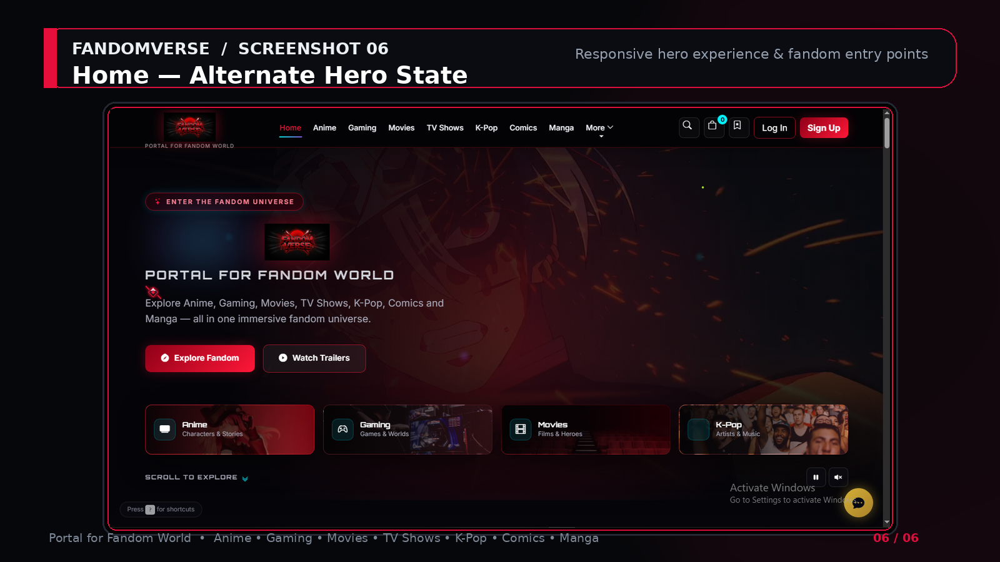 FANDOMVERSE / SCREENSHOT 06
Home — Alternate Hero State
Responsive hero experience & fandom entry points
FANDOM
VERSE
PORTAL FOR FANDOM WORLD
Home Anime Gaming Movies TV Shows K-Pop Comics Manga More
0
Log In
Sign Up
ENTER THE FANDOM UNIVERSE
FANDOM
VERSE
PORTAL FOR FANDOM WORLD
Explore Anime, Gaming, Movies, TV Shows, K-Pop, Comics and
Manga — all in one immersive fandom universe.
Explore Fandom
Watch Trailers
Anime
Characters & Stories
Gaming
Games & Worlds
Movies
Films & Heroes
K-Pop
Artists & Music
SCROLL TO EXPLORE
Activate Windows
Go to Settings to activate Windows.
Press ? for shortcuts
Portal for Fandom World • Anime • Gaming • Movies • TV Shows • K-Pop • Comics • Manga
06 / 06